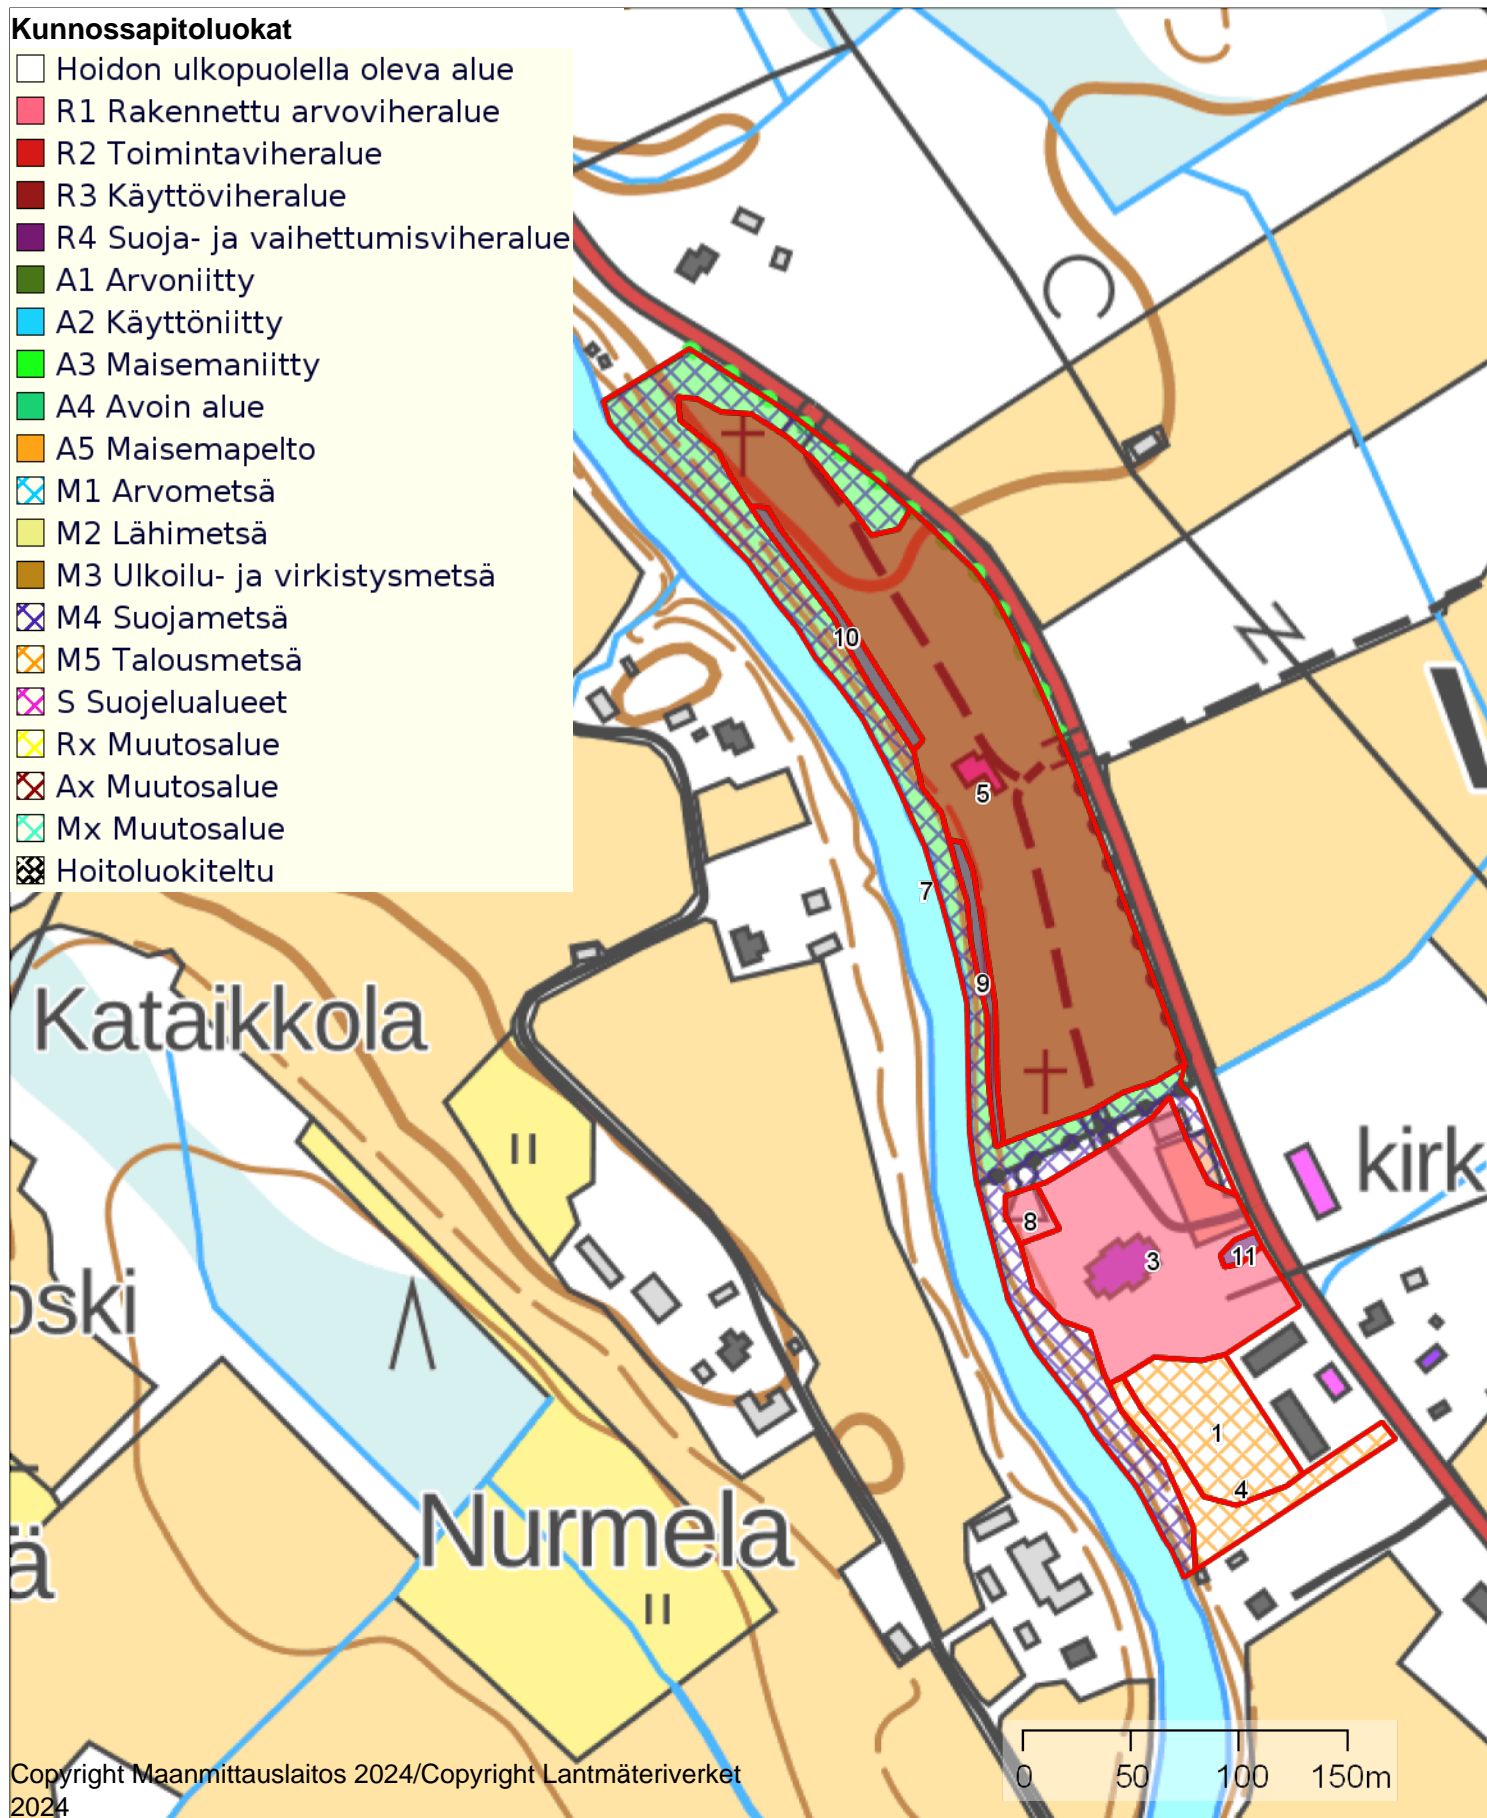 Kunnossapitoluokat
Hoidon ulkopuolella oleva alue
R1 Rakennettu arvoviheralue
R2 Toimintaviheralue
R3 Käyttöviheralue
R4 Suoja- ja vaihettumisviheralue
A1 Arvoniitty
A2 Käyttöniitty
A3 Maisemaniitty
A4 Avoin alue
A5 Maisemapelto
M1 Arvometsä
M2 Lähimetsä
M3 Ulkoilu- ja virkistysmetsä
M4 Suojametsä
M5 Talousmetsä
S Suojelualueet
Rx Muutosalue
Ax Muutosalue
Mx Muutosalue
Hoitoluokiteltu
10
5
7
9
Kataikkola
kirk
8
3
11
oski
1
4
Nurmela
ä
0 50 100 150m
Copyright Maanmittauslaitos 2024/Copyright Lantmäteriverket
2024